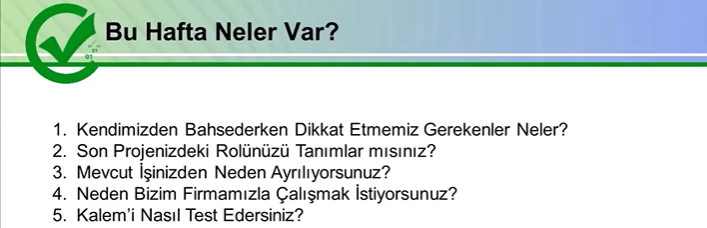 Bu Hafta Neler Var?
1. Kendimizden Bahsederken Dikkat Etmemiz Gerekenler Neler?
2. Son Projenizdeki Rolünüzü Tanımlar mısınız?
3. Mevcut İşinizden Neden Ayrılıyorsunuz?
4. Neden Bizim Firmamızla Çalışmak İstiyorsunuz?
5. Kalem'i Nasıl Test Edersiniz?